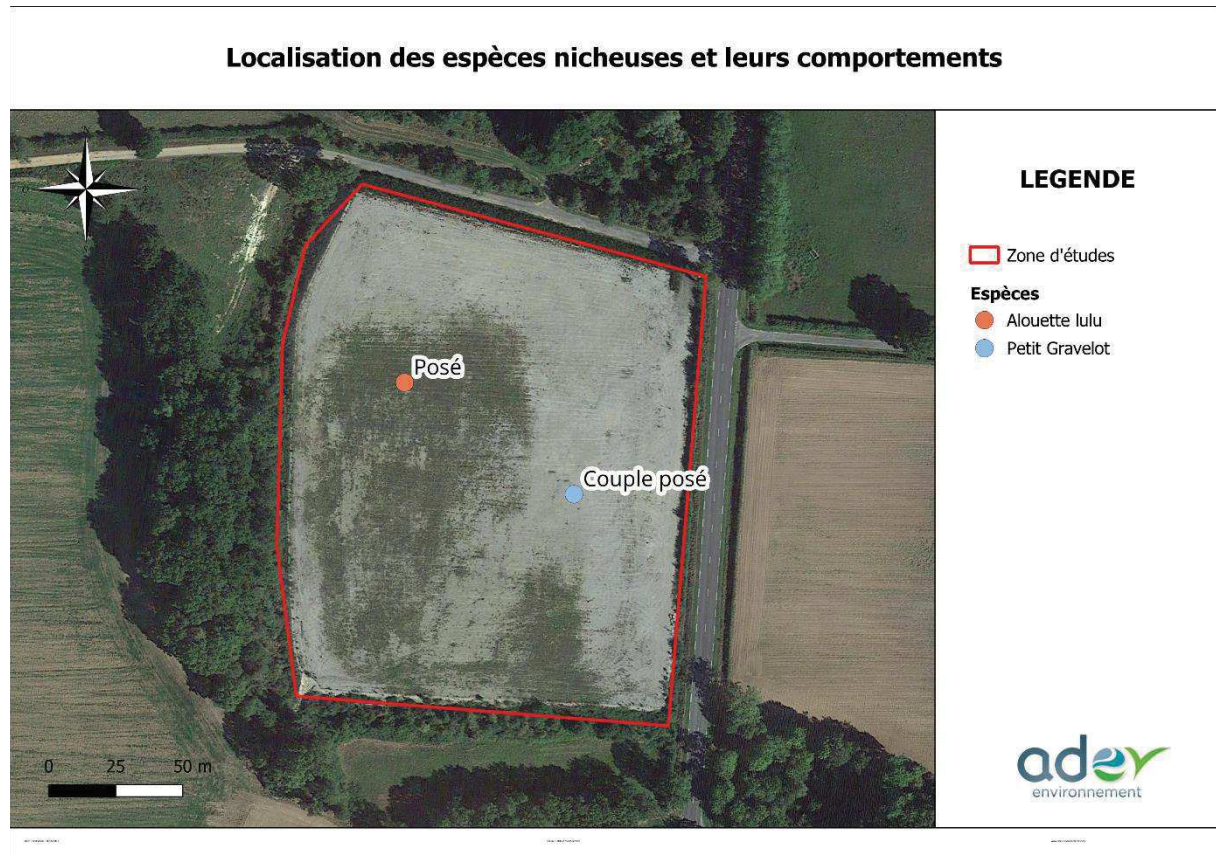 Localisation des espèces nicheuses et leurs comportements
LEGENDE
Zone d'études
Espèces
Alouette lulu
Petit Gravelot
Posé
Couple posé
0 25 50 m
adev
environnement